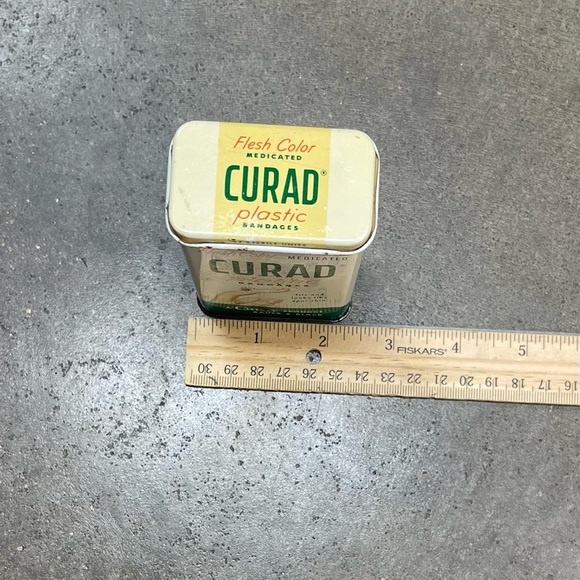 Flesh Color
MEDICATED
CURAD®
plastic
BANDAGES
MEDICATED
CURAD
BANDAGES
1 2 3 FISKARS® 4 5
30 29 28 27 26 25 24 23 22 21 20 19 18 17 16